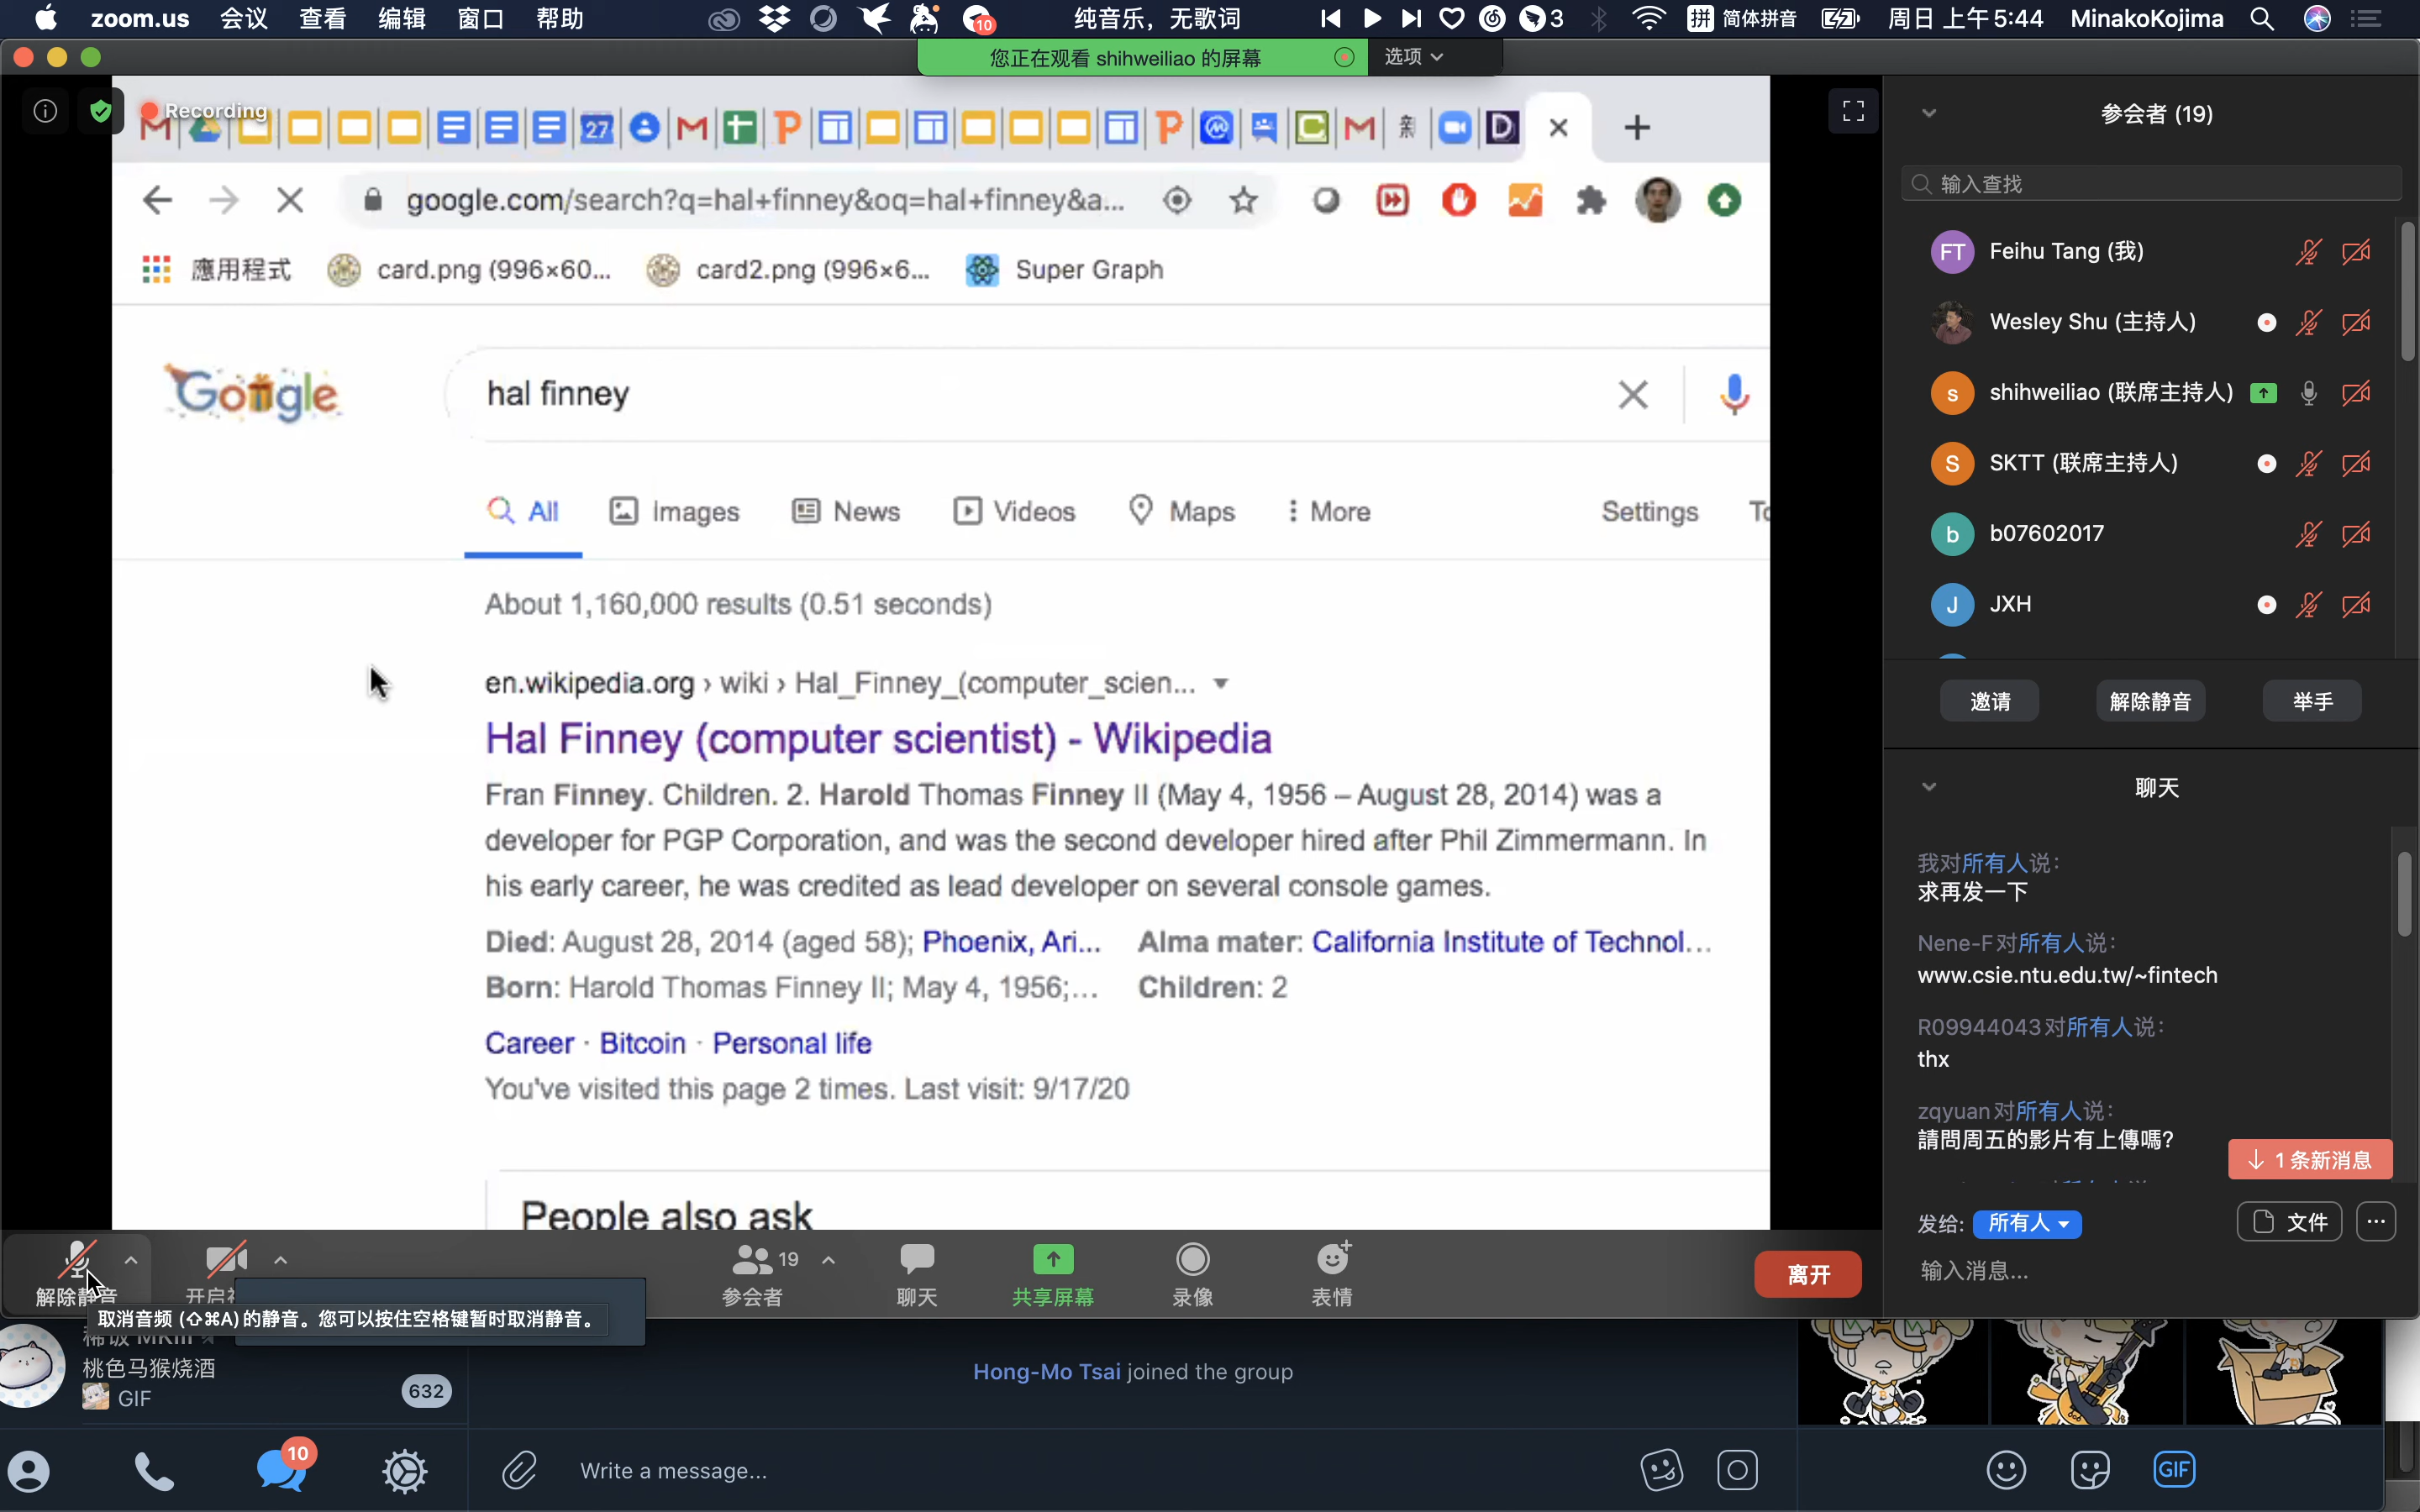 zoom.us 会议 查看 编辑 窗口 帮助 10 纯音乐，无歌词 3 拼 简体拼音 周日 上午5:44 MinakoKojima
您正在观看 shihweiliao 的屏幕 选项
Recording
27
google.com/search?q=hal+finney&oq=hal+finney&a...
應用程式 card.png (996×60... card2.png (996×6... Super Graph
Google
hal finney
All Images News Videos Maps More Settings
About 1,160,000 results (0.51 seconds)
en.wikipedia.org › wiki › Hal_Finney_(computer_scien...
Hal Finney (computer scientist) - Wikipedia
Fran Finney. Children. 2. Harold Thomas Finney II (May 4, 1956 – August 28, 2014) was a
developer for PGP Corporation, and was the second developer hired after Phil Zimmermann. In
his early career, he was credited as lead developer on several console games.
Died: August 28, 2014 (aged 58); Phoenix, Ari... Alma mater: California Institute of Technol...
Born: Harold Thomas Finney II; May 4, 1956;... Children: 2
Career · Bitcoin · Personal life
You've visited this page 2 times. Last visit: 9/17/20
People also ask
参会者 (19)
输入查找
FT Feihu Tang (我)
Wesley Shu (主持人)
s shihweiliao (联席主持人)
S SKTT (联席主持人)
b b07602017
J JXH
邀请 解除静音 举手
聊天
我对所有人说：
求再发一下
Nene-F对所有人说：
www.csie.ntu.edu.tw/~fintech
R09944043对所有人说：
thx
zqyuan对所有人说：
請問周五的影片有上傳嗎?
1 条新消息
发给: 所有人 文件
输入消息...
19
解除静音 参会者 聊天 共享屏幕 录像 表情 离开
取消音频 (⇧⌘A) 的静音。您可以按住空格键暂时取消静音。
桃色马猴烧酒
GIF 632
Hong-Mo Tsai joined the group
10 Write a message... GIF